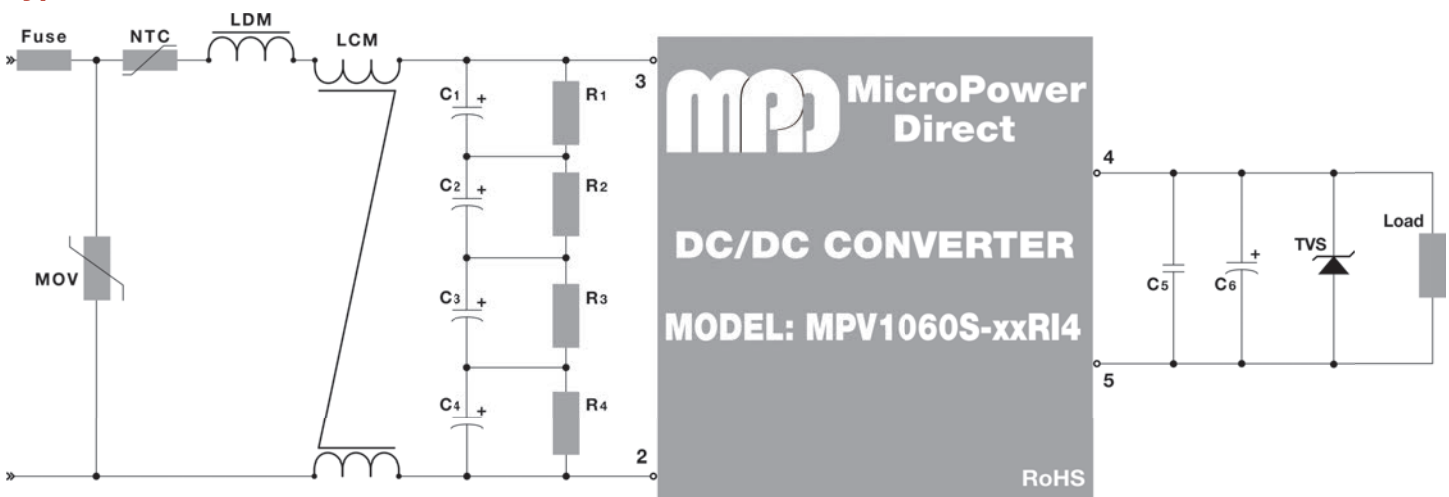 Fuse
NTC
LDM
LCM
MOV
C1
+
R1
C2
+
R2
C3
+
R3
C4
+
R4
3
2
MPD
MicroPower
Direct
DC/DC CONVERTER
MODEL: MPV1060S-xxRI4
RoHS
4
5
C5
C6
+
TVS
Load